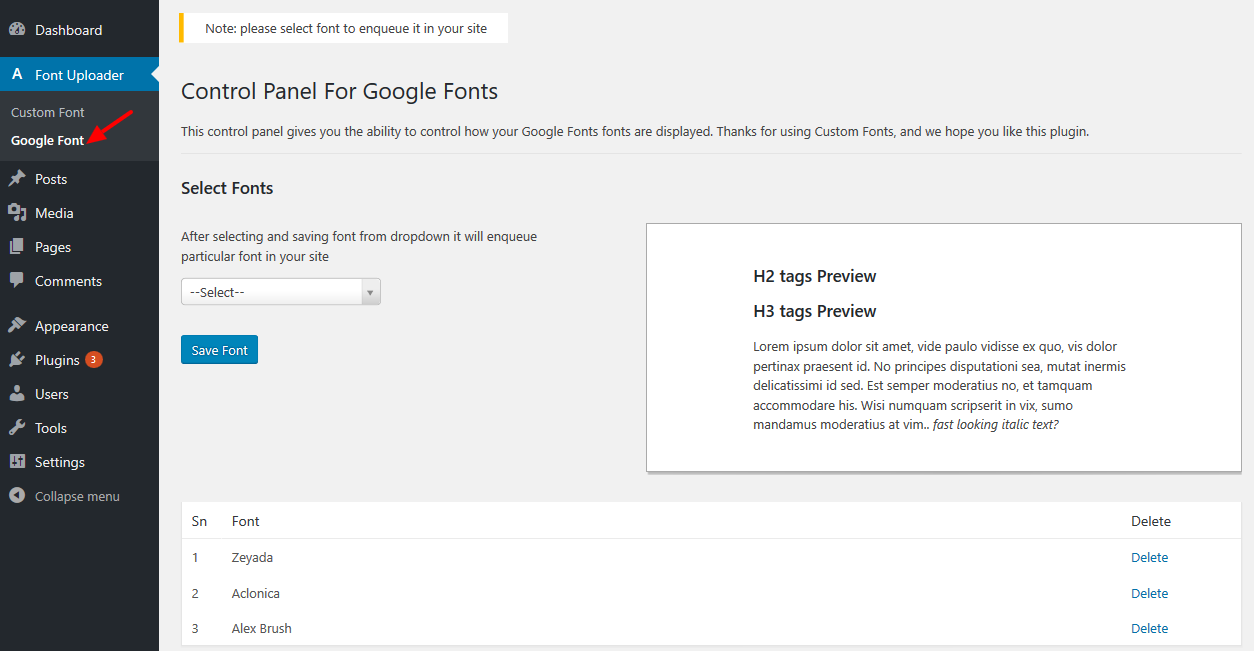 Dashboard
Font Uploader
Custom Font
Google Font
Posts
Media
Pages
Comments
Appearance
Plugins 3
Users
Tools
Settings
Collapse menu
Note: please select font to enqueue it in your site
Control Panel For Google Fonts
This control panel gives you the ability to control how your Google Fonts fonts are displayed. Thanks for using Custom Fonts, and we hope you like this plugin.
Select Fonts
After selecting and saving font from dropdown it will enqueue
particular font in your site
--Select--
Save Font
H2 tags Preview
H3 tags Preview
Lorem ipsum dolor sit amet, vide paulo vidisse ex quo, vis dolor
pertinax praesent id. No principes disputationi sea, mutat inermis
delicatissimi id sed. Est semper moderatius no, et tamquam
accommodare his. Wisi numquam scripserit in vix, sumo
mandamus moderatius at vim.. fast looking italic text?
Sn Font Delete
1 Zeyada Delete
2 Aclonica Delete
3 Alex Brush Delete